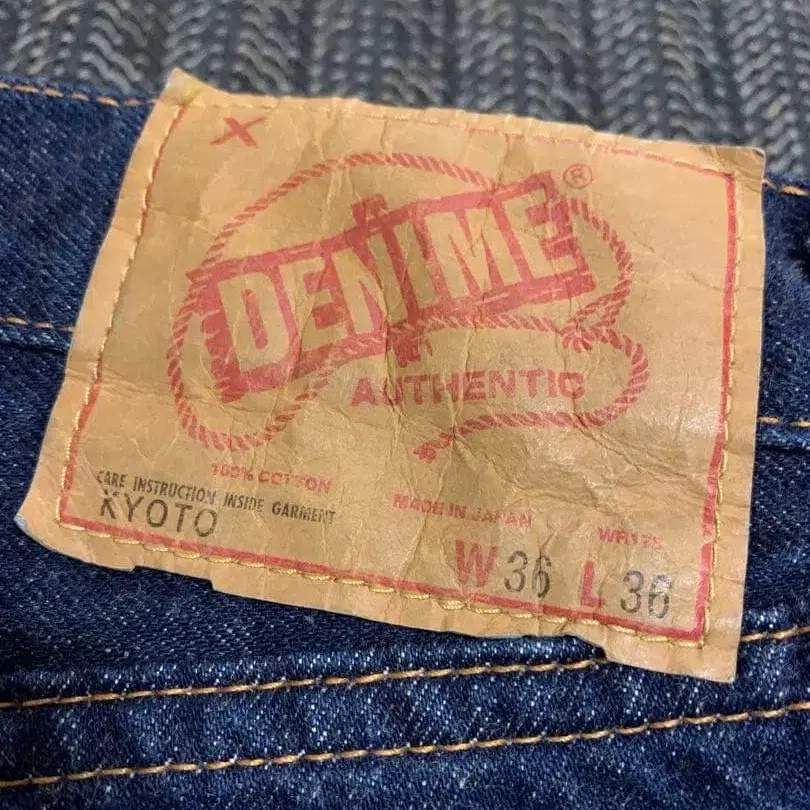 X
DENIME®
AUTHENTIC
100% COTTON
CARE INSTRUCTION INSIDE GARMENT
KYOTO
MADE IN JAPAN
W 36 L 36